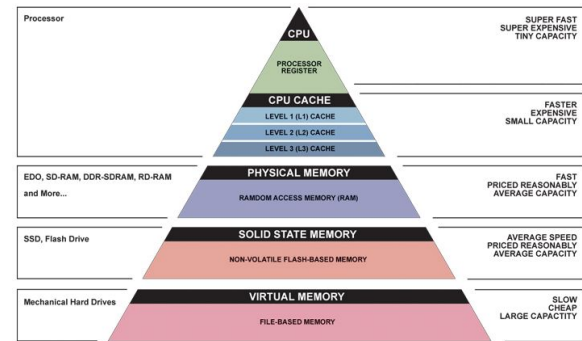 Processor
CPU
SUPER FAST
SUPER EXPENSIVE
TINY CAPACITY
PROCESSOR
REGISTER
CPU CACHE
LEVEL 1 (L1) CACHE
LEVEL 2 (L2) CACHE
LEVEL 3 (L3) CACHE
FASTER
EXPENSIVE
SMALL CAPACITY
EDO, SD-RAM, DDR-SDRAM, RD-RAM
and More...
PHYSICAL MEMORY
RAMDOM ACCESS MEMORY (RAM)
FAST
PRICED REASONABLY
AVERAGE CAPACITY
SSD, Flash Drive
SOLID STATE MEMORY
NON-VOLATILE FLASH-BASED MEMORY
AVERAGE SPEED
PRICED REASONABLY
AVERAGE CAPACITY
Mechanical Hard Drives
VIRTUAL MEMORY
FILE-BASED MEMORY
SLOW
CHEAP
LARGE CAPACTITY